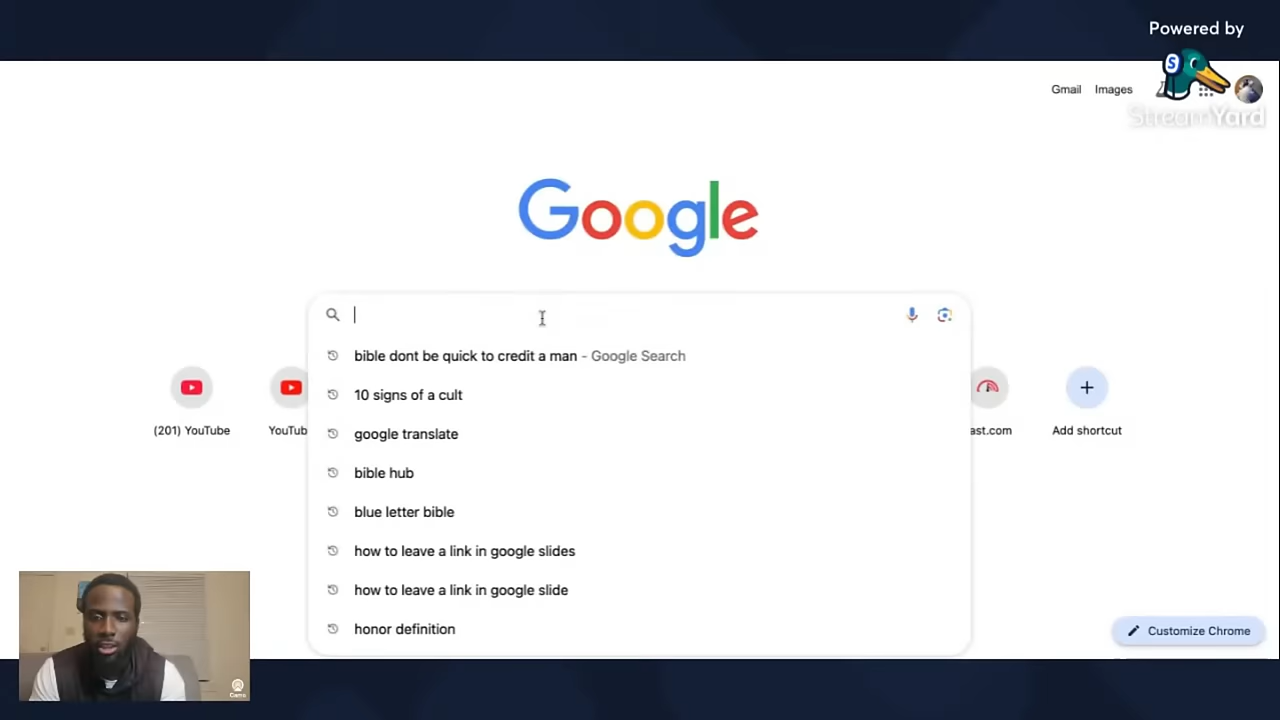 Powered by
StreamYard
Gmail Images
Google
bible dont be quick to credit a man - Google Search
10 signs of a cult
google translate
bible hub
blue letter bible
how to leave a link in google slides
how to leave a link in google slide
honor definition
(201) YouTube
YouTub
ast.com
Add shortcut
Customize Chrome